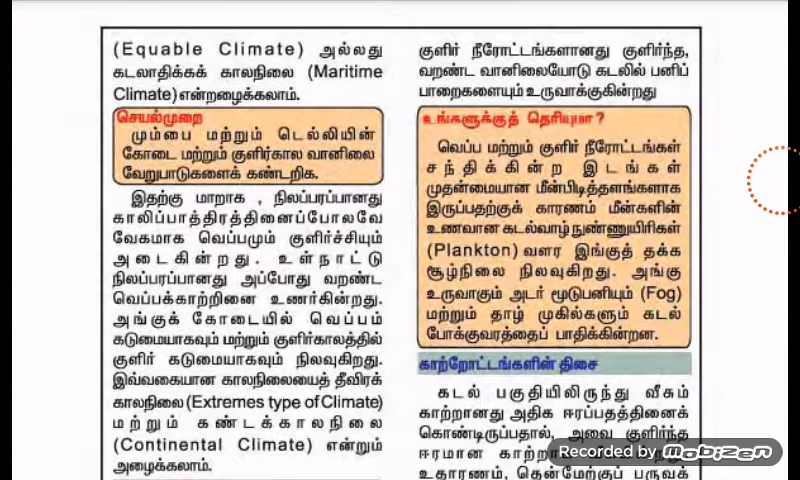 (Equable Climate) அல்லது
கடலாதிக்கக் காலநிலை (Maritime
Climate) என்றழைக்கலாம்.
செயல்முறை
மும்பை மற்றும் டெல்லியின்
கோடை மற்றும் குளிர்கால வானிலை
வேறுபாடுகளைக் கண்டறிக.
இதற்கு மாறாக , நிலப்பரப்பானது
காலிப்பாத்திரத்தினைப்போலவே
வேகமாக வெப்பமும் குளிர்ச்சியும்
அடைகின்றது. உள்நாட்டு
நிலப்பரப்பானது அப்போது வறண்ட
வெப்பக்காற்றினை உணர்கின்றது.
அங்குக் கோடையில் வெப்பம்
கடுமையாகவும் மற்றும் குளிர்காலத்தில்
குளிர் கடுமையாகவும் நிலவுகிறது.
இவ்வகையான காலநிலையைத் தீவிரக்
காலநிலை (Extremes type of Climate)
மற்றும் கண்டக்காலநிலை
(Continental Climate) என்றும்
அழைக்கலாம்.
குளிர் நீரோட்டங்களானது குளிர்ந்த,
வறண்ட வானிலையோடு கடலில் பனிப்
பாறைகளையும் உருவாக்குகின்றது
உங்களுக்குத் தெரியுமா?
வெப்ப மற்றும் குளிர் நீரோட்டங்கள்
சந்திக்கின்ற இடங்கள்
முதன்மையான மீன்பிடித்தளங்களாக
இருப்பதற்குக் காரணம் மீன்களின்
உணவான கடல்வாழ் நுண்ணுயிரிகள்
(Plankton) வளர இங்குத் தக்க
சூழ்நிலை நிலவுகிறது. அங்கு
உருவாகும் அடர் மூடுபனியும் (Fog)
மற்றும் தாழ் முகில்களும் கடல்
போக்குவரத்தைப் பாதிக்கின்றன.
காற்றோட்டங்களின் திசை
கடல் பகுதியிலிருந்து வீசும்
காற்றானது அதிக ஈரப்பதத்தினைக்
கொண்டிருப்பதால், அவை குளிர்ந்த
ஈரமான
உதாரணம், தென்மேற்குப் பருவக்
Recorded by mobizen